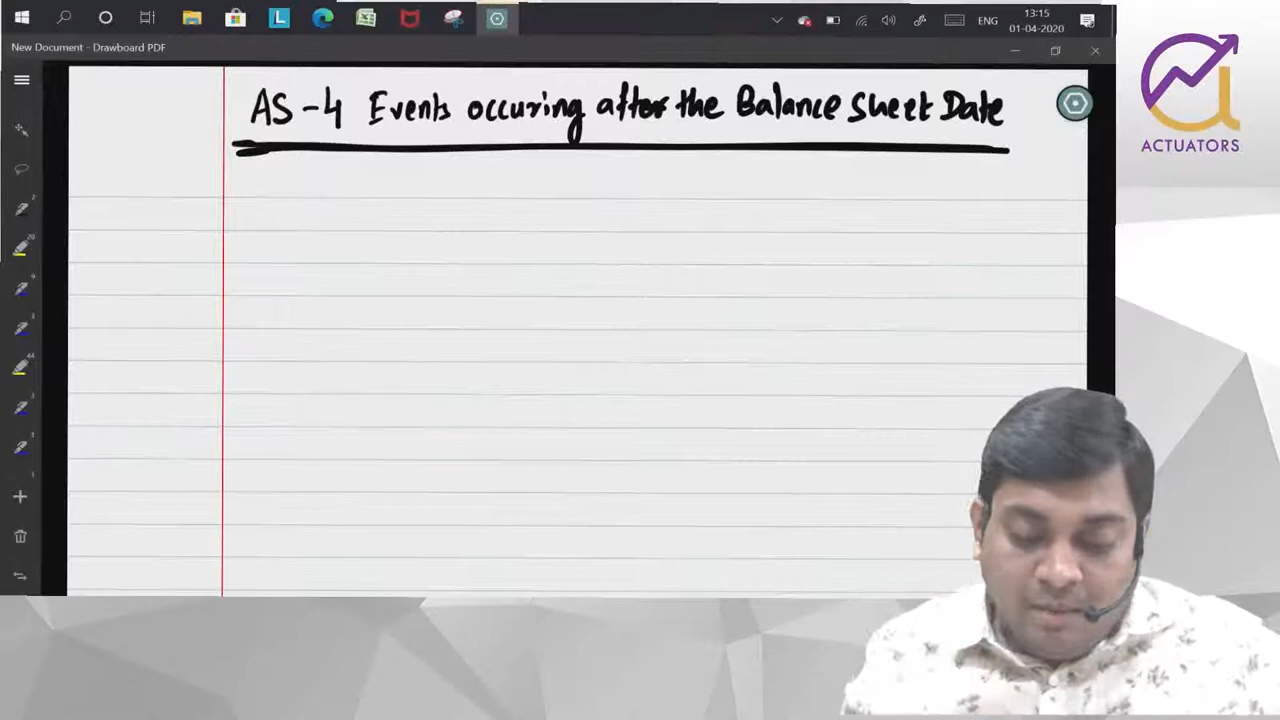 13:15
ENG
01-04-2020
New Document - Drawboard PDF
AS-4 Events occuring after the Balance Sheet Date
ACTUATORS